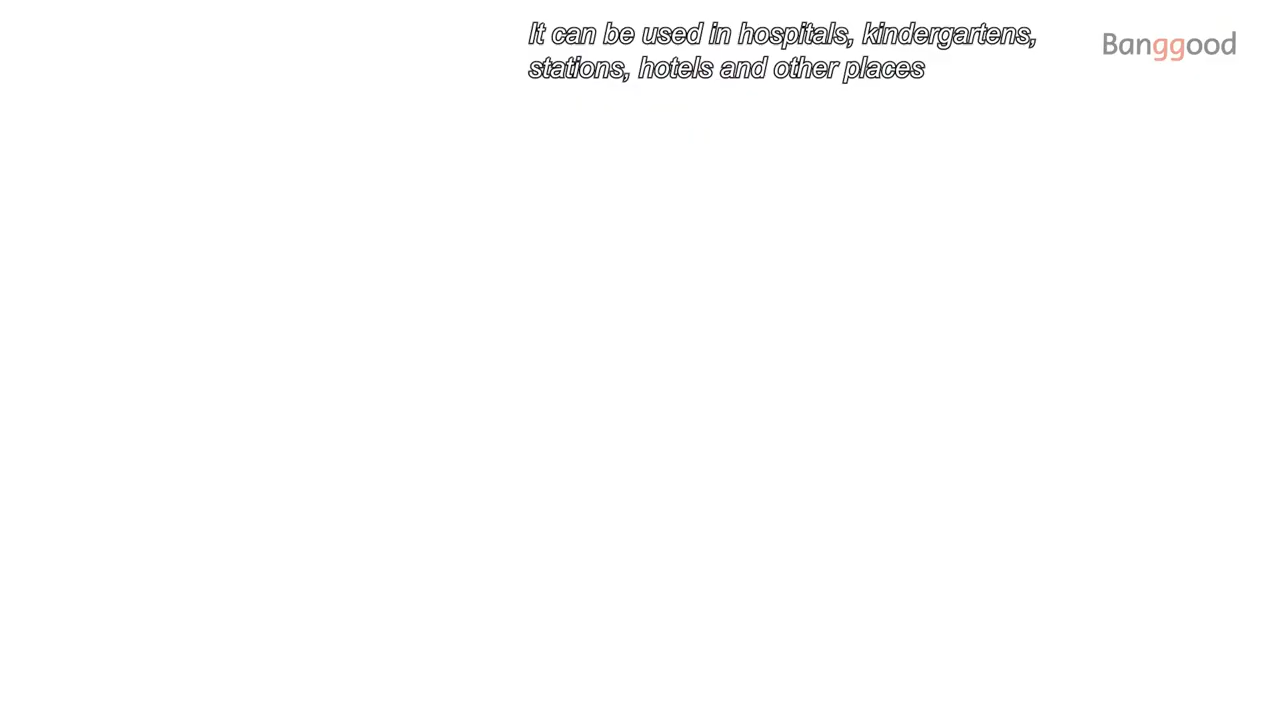 It can be used in hospitals, kindergartens,
stations, hotels and other places
Banggood